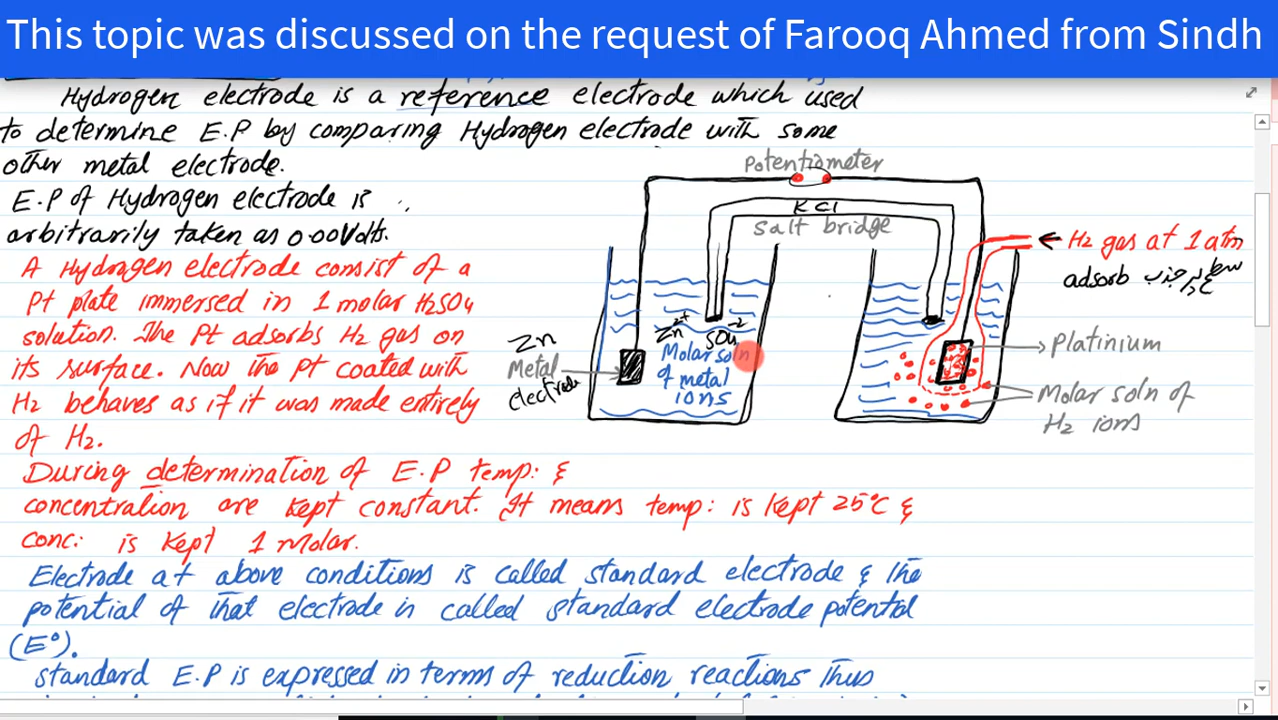 This topic was discussed on the request of Farooq Ahmed from Sindh
Hydrogen electrode is a reference electrode which used
to determine E.P by comparing Hydrogen electrode with some
other metal electrode.
E.P of Hydrogen electrode is
arbitrarily taken as 0.00Volts.
A Hydrogen electrode consist of a
Pt plate immersed in 1 molar H2SO4
solution. The Pt adsorbs H2 gas on
its surface. Now the Pt coated with
H2 behaves as if it was made entirely
of H2.
During determination of E.P temp: &
concentration are kept constant. It means temp: is kept 25°C &
conc: is kept 1 Molar.
Electrode at above conditions is called standard electrode & the
potential of that electrode in called standard electrode potential
(E°).
standard E.P is expressed in terms of reduction reactions thus
Potentiometer
KCl
Salt bridge
H2 gas at 1 atm
adsorb جذب
Zn
Metal
electrode
Zn2+ SO4-2
Molar soln
of metal
ions
Platinium
Molar soln of
H2 ions